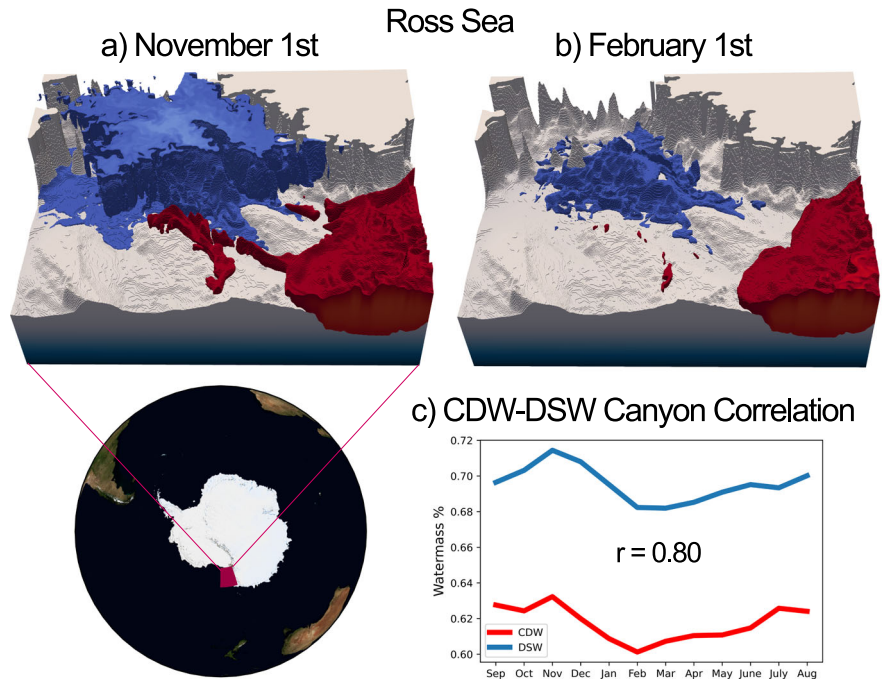 Ross Sea
a) November 1st
b) February 1st
c) CDW-DSW Canyon Correlation
Watermass %
0.72
0.70
0.68
0.66
0.64
0.62
0.60
r = 0.80
CDW
DSW
Sep Oct Nov Dec Jan Feb Mar Apr May June July Aug